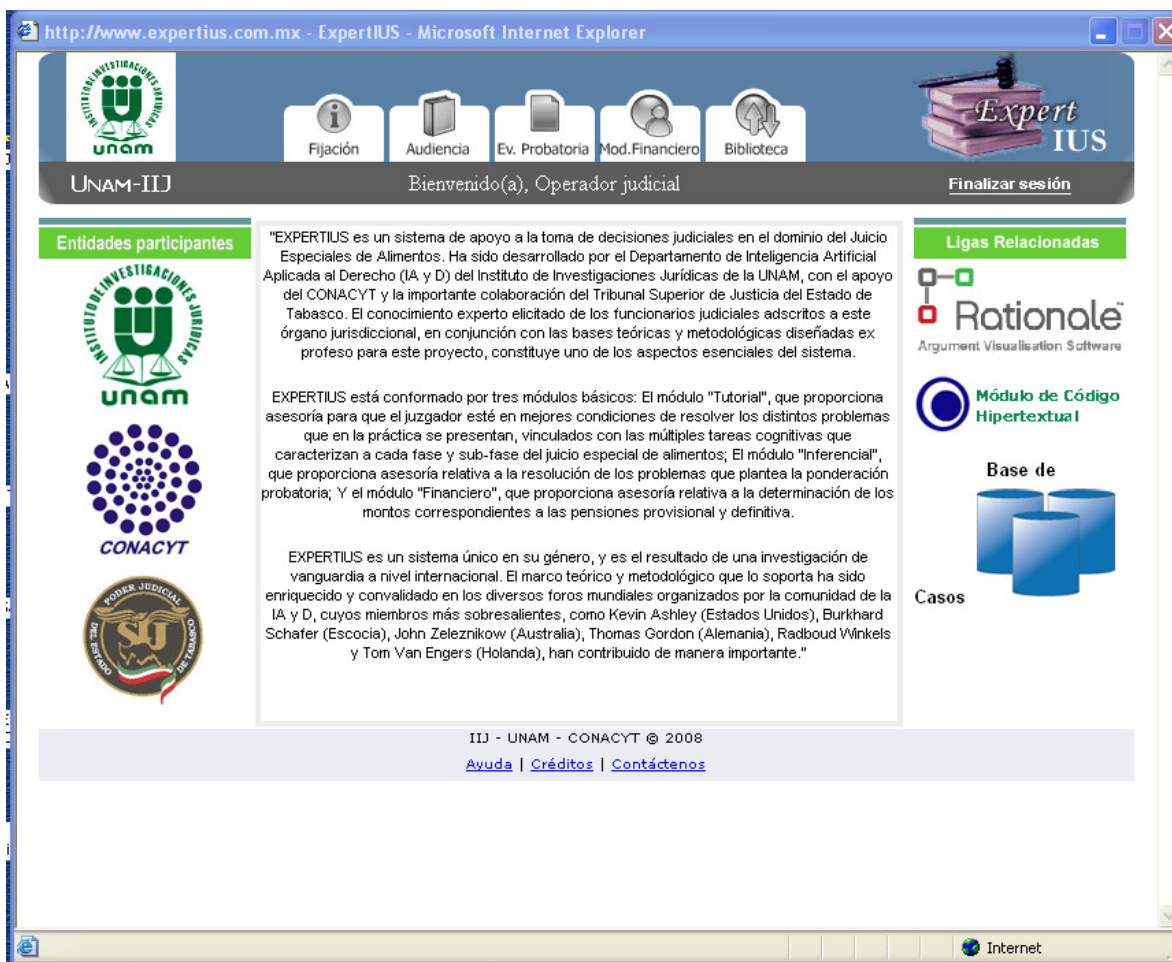 http://www.expertius.com.mx - ExpertIUS - Microsoft Internet Explorer
INSTITUTO DE INVESTIGACIONES JURIDICAS
unam
Fijación
Audiencia
Ev. Probatoria
Mod.Financiero
Biblioteca
Expert
IUS
UNAM-IIJ
Bienvenido(a), Operador judicial
Finalizar sesión
Entidades participantes
INSTITUTO DE INVESTIGACIONES JURIDICAS
unam
CONACYT
PODER JUDICIAL
DEL ESTADO DE TABASCO
"EXPERTIUS es un sistema de apoyo a la toma de decisiones judiciales en el dominio del Juicio
Especiales de Alimentos. Ha sido desarrollado por el Departamento de Inteligencia Artificial
Aplicada al Derecho (IA y D) del Instituto de Investigaciones Jurídicas de la UNAM, con el apoyo
del CONACYT y la importante colaboración del Tribunal Superior de Justicia del Estado de
Tabasco. El conocimiento experto elicitado de los funcionarios judiciales adscritos a este
órgano jurisdiccional, en conjunción con las bases teóricas y metodológicas diseñadas ex
profeso para este proyecto, constituye uno de los aspectos esenciales del sistema.
EXPERTIUS está conformado por tres módulos básicos: El módulo "Tutorial", que proporciona
asesoría para que el juzgador esté en mejores condiciones de resolver los distintos problemas
que en la práctica se presentan, vinculados con las múltiples tareas cognitivas que
caracterizan a cada fase y sub-fase del juicio especial de alimentos; El módulo "Inferencial",
que proporciona asesoría relativa a la resolución de los problemas que plantea la ponderación
probatoria; Y el módulo "Financiero", que proporciona asesoría relativa a la determinación de los
montos correspondientes a las pensiones provisional y definitiva.
EXPERTIUS es un sistema único en su género, y es el resultado de una investigación de
vanguardia a nivel internacional. El marco teórico y metodológico que lo soporta ha sido
enriquecido y convalidado en los diversos foros mundiales organizados por la comunidad de la
IA y D, cuyos miembros más sobresalientes, como Kevin Ashley (Estados Unidos), Burkhard
Schafer (Escocia), John Zeleznikow (Australia), Thomas Gordon (Alemania), Radboud Winkels
y Tom Van Engers (Holanda), han contribuido de manera importante."
Ligas Relacionadas
Rationale™
Argument Visualisation Software
Módulo de Código
Hipertextual
Base de
Casos
IIJ - UNAM - CONACYT © 2008
Ayuda | Créditos | Contáctenos
Internet